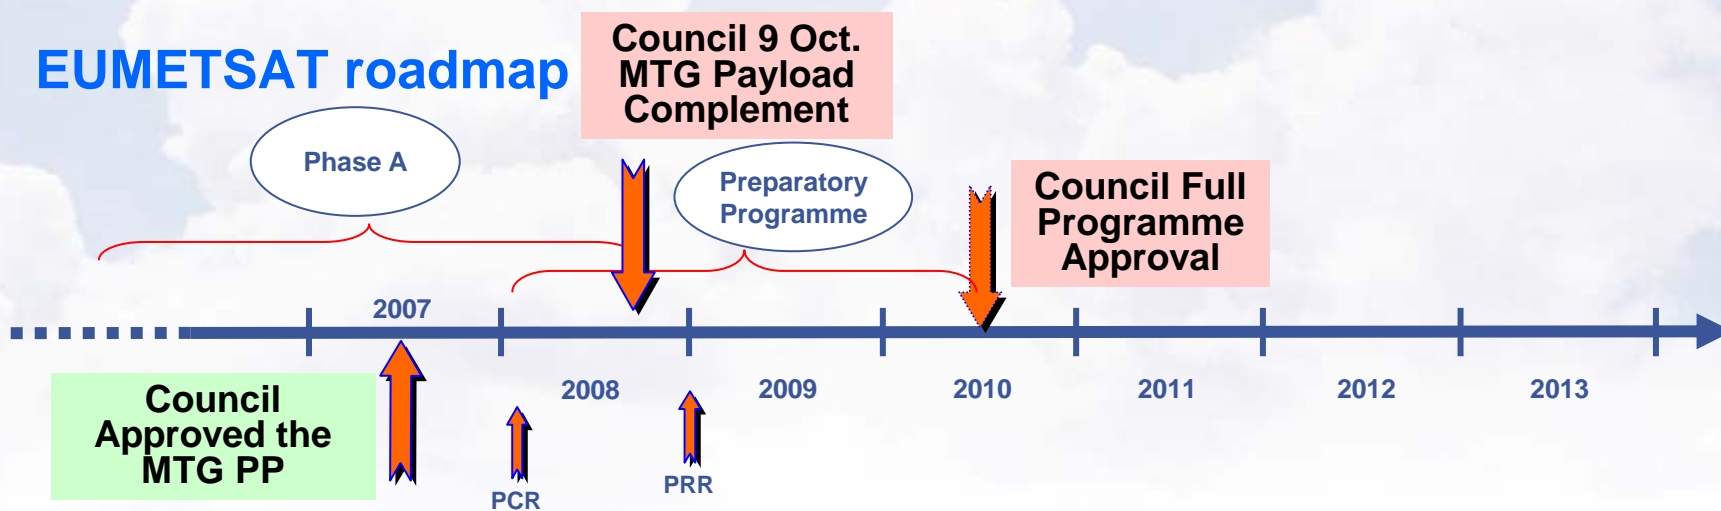 EUMETSAT roadmap
Council 9 Oct.
MTG Payload
Complement
Phase A
Preparatory
Programme
Council Full
Programme
Approval
2007
2008
2009
2010
2011
2012
2013
Council
Approved the
MTG PP
PCR
PRR